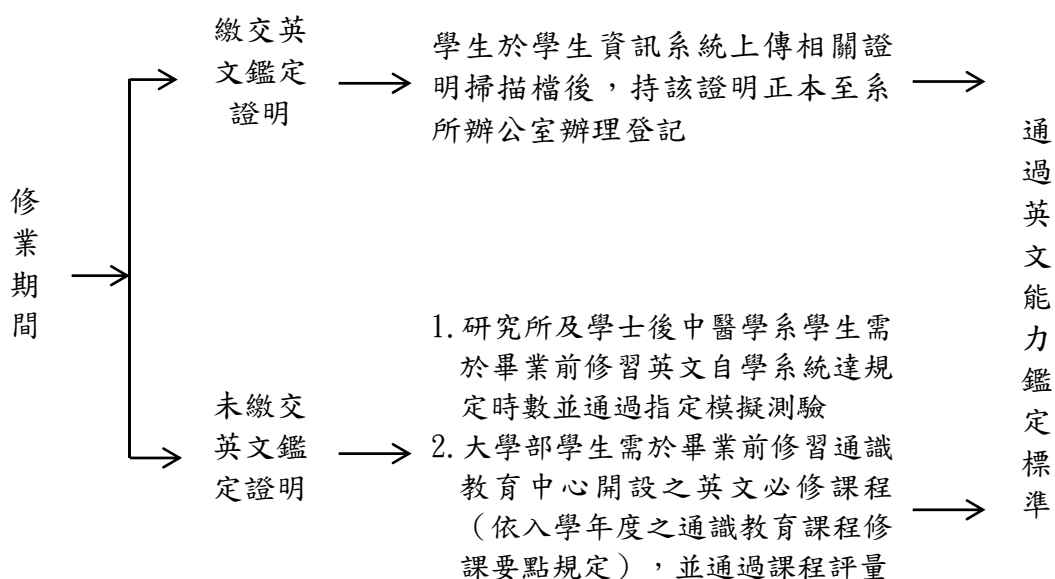 修業期間
繳交英
文鑑定
證明
學生於學生資訊系統上傳相關證
明掃描檔後，持該證明正本至系
所辦公室辦理登記
未繳交
英文鑑
定證明
1.研究所及學士後中醫學系學生需
於畢業前修習英文自學系統達規
定時數並通過指定模擬測驗
2.大學部學生需於畢業前修習通識
教育中心開設之英文必修課程
（依入學年度之通識教育課程修
課要點規定），並通過課程評量
通過英文能力鑑定標準